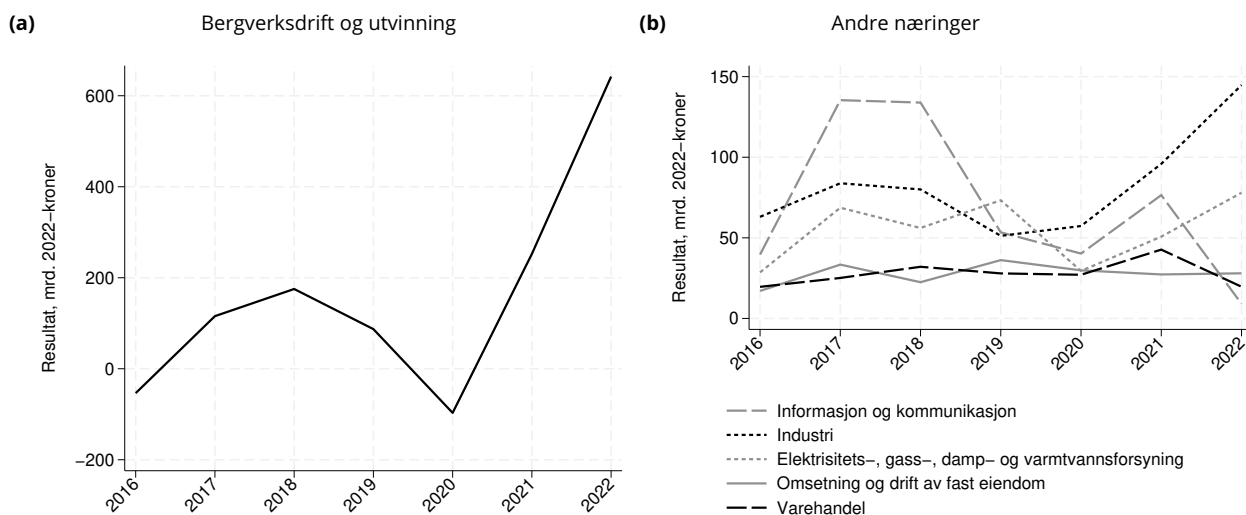 (a) Bergverksdrift og utvinning
Resultat, mrd. 2022–kroner
600
400
200
0
−200
2016 2017 2018 2019 2020 2021 2022
(b) Andre næringer
Resultat, mrd. 2022–kroner
150
100
50
0
2016 2017 2018 2019 2020 2021 2022
Informasjon og kommunikasjon
Industri
Elektrisitets–, gass–, damp– og varmtvannsforsyning
Omsetning og drift av fast eiendom
Varehandel